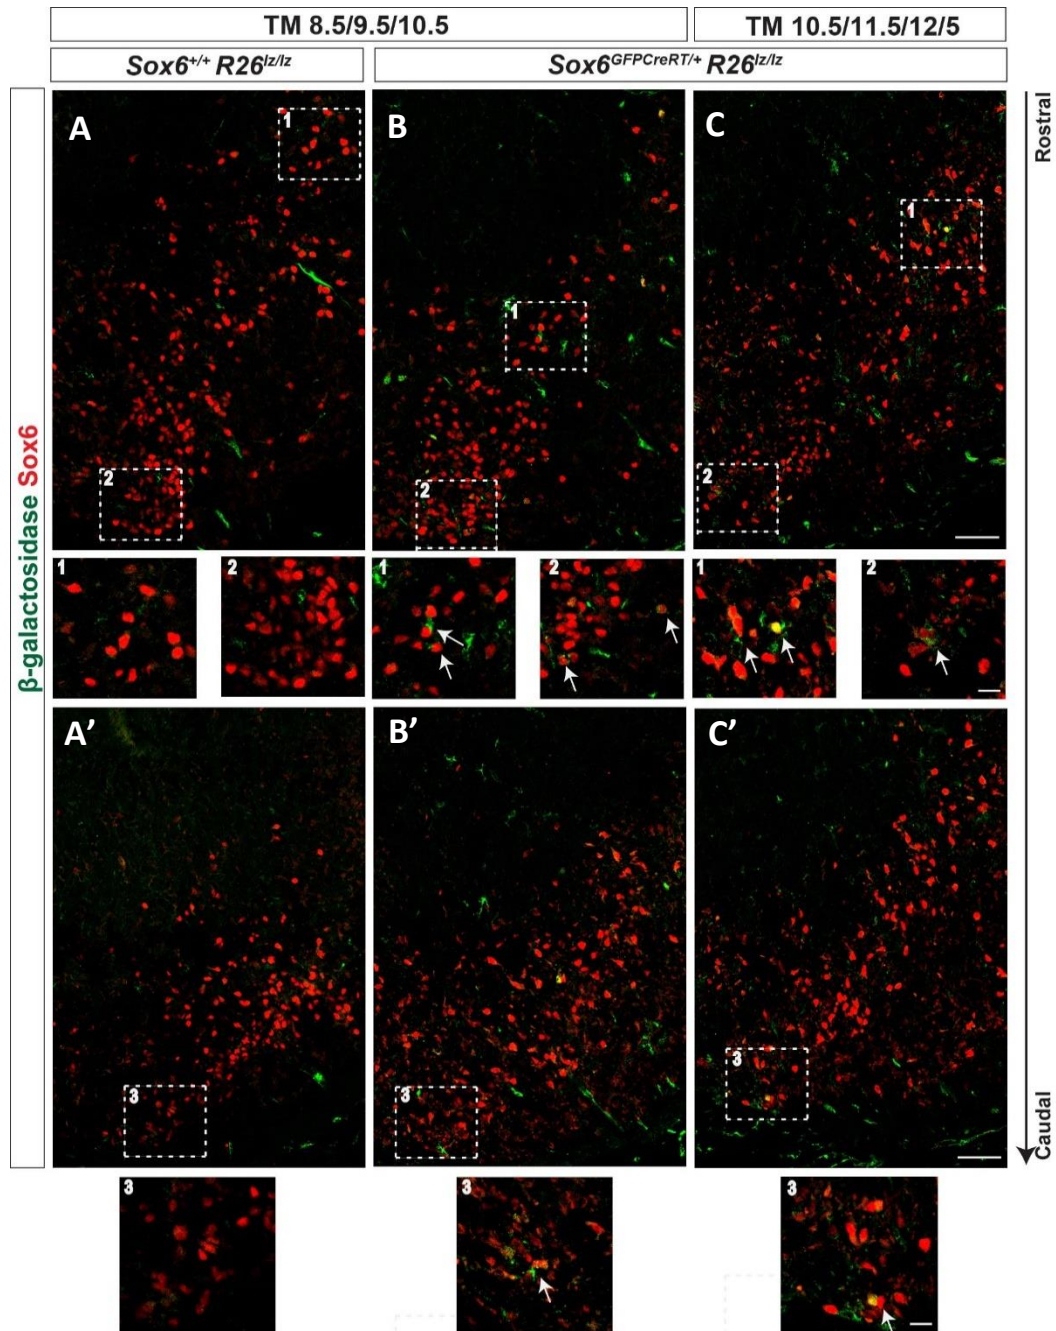 TM 8.5/9.5/10.5
TM 10.5/11.5/12/5
Sox6+/+ R26lz/lz
Sox6GFPCreRT/+ R26lz/lz
β-galactosidase Sox6
Rostral
Caudal
A
1
2
B
1
2
C
1
2
1
2
1
2
1
2
A’
3
B’
3
C’
3
3
3
3